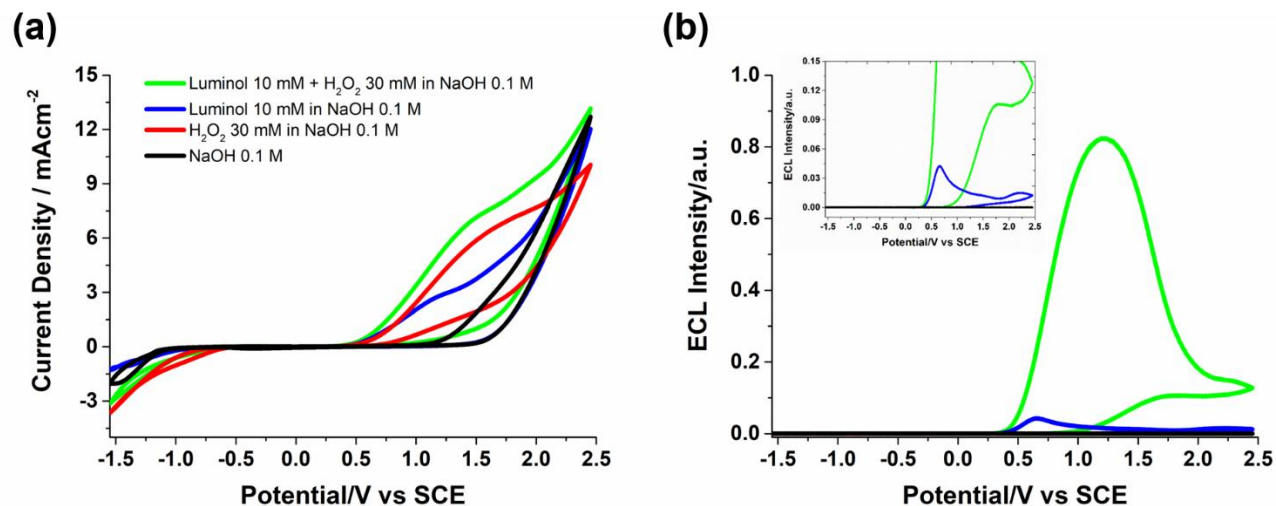 (a)
Current Density / mAcm⁻²
15
12
9
6
3
0
-3
Luminol 10 mM + H₂O₂ 30 mM in NaOH 0.1 M
Luminol 10 mM in NaOH 0.1 M
H₂O₂ 30 mM in NaOH 0.1 M
NaOH 0.1 M
-1.5 -1.0 -0.5 0.0 0.5 1.0 1.5 2.0 2.5
Potential/V vs SCE
(b)
ECL Intensity/a.u.
1.0
0.8
0.6
0.4
0.2
0.0
ECL Intensity/a.u.
0.15
0.12
0.09
0.06
0.03
0.00
-1.5 -1.0 -0.5 0.0 0.5 1.0 1.5 2.0 2.5
Potential/V vs SCE
-1.5 -1.0 -0.5 0.0 0.5 1.0 1.5 2.0 2.5
Potential/V vs SCE